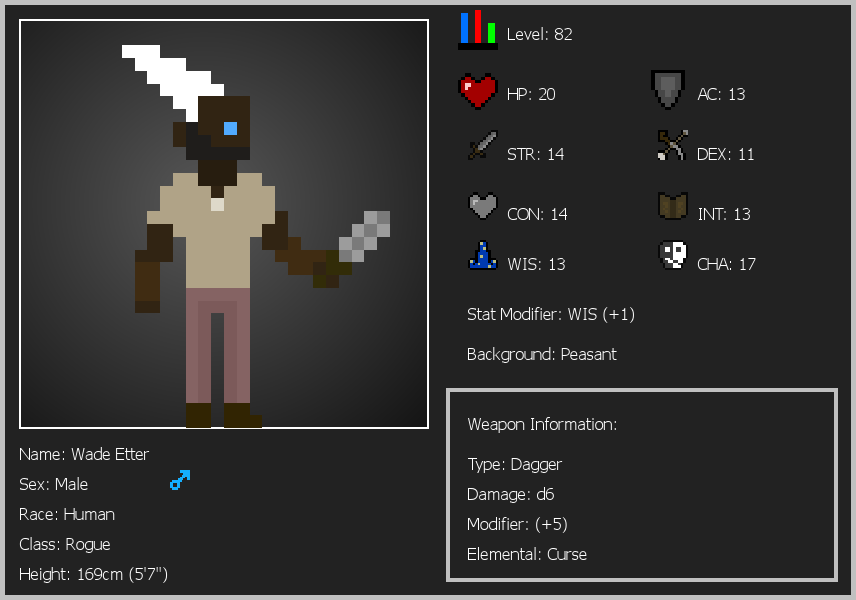 Level: 82
HP: 20
AC: 13
STR: 14
DEX: 11
CON: 14
INT: 13
WIS: 13
CHA: 17
Stat Modifier: WIS (+1)
Background: Peasant
Weapon Information:
Type: Dagger
Damage: d6
Modifier: (+5)
Elemental: Curse
Name: Wade Etter
Sex: Male
Race: Human
Class: Rogue
Height: 169cm (5'7")